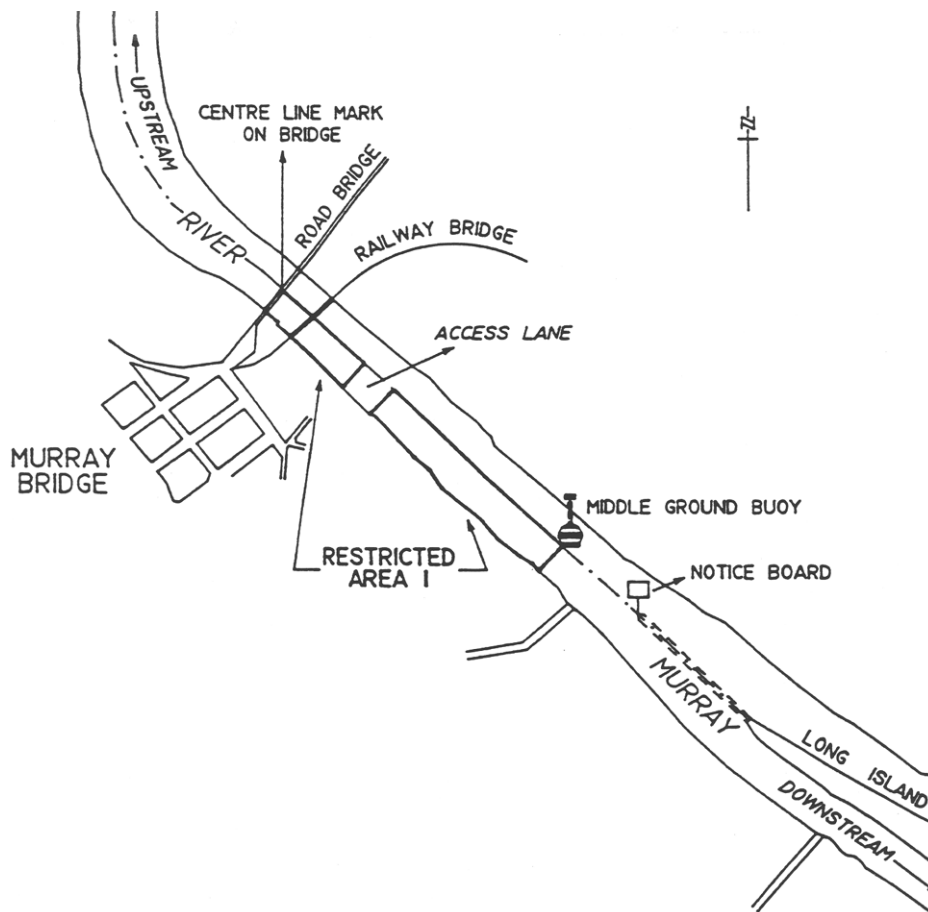 UPSTREAM
CENTRE LINE MARK
ON BRIDGE
ROAD BRIDGE
N
RIVER
RAILWAY BRIDGE
ACCESS LANE
MURRAY
BRIDGE
MIDDLE GROUND BUOY
RESTRICTED
AREA 1
NOTICE BOARD
MURRAY
LONG ISLAND
DOWNSTREAM